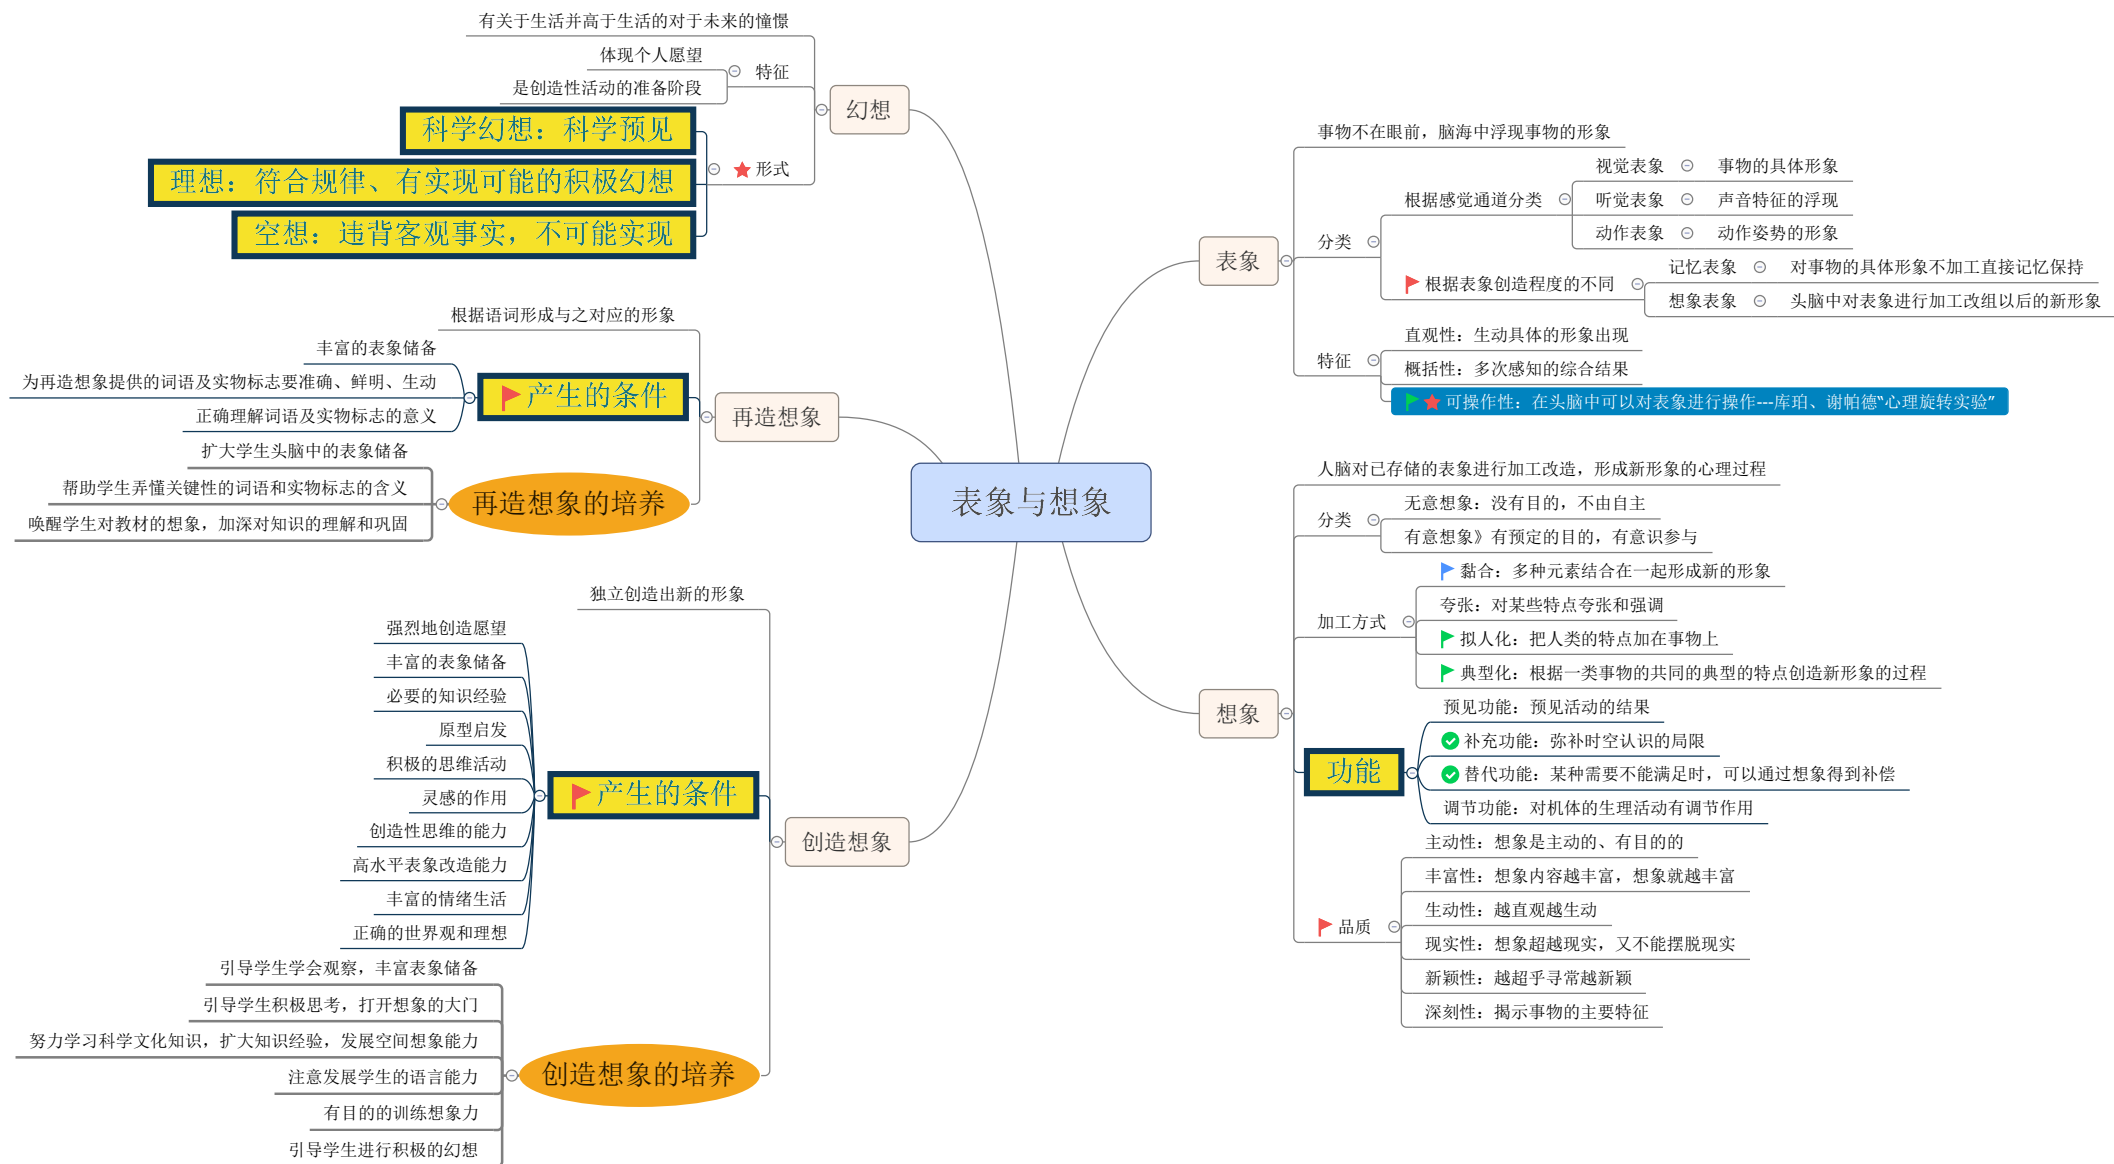 表象与想象
表象
事物不在眼前，脑海中浮现事物的形象
分类
根据感觉通道分类
视觉表象
事物的具体形象
听觉表象
声音特征的浮现
动作表象
动作姿势的形象
根据表象创造程度的不同
记忆表象
对事物的具体形象不加工直接记忆保持
想象表象
头脑中对表象进行加工改组以后的新形象
特征
直观性：生动具体的形象出现
概括性：多次感知的综合结果
可操作性：在头脑中可以对表象进行操作---库珀、谢帕德“心理旋转实验”
想象
人脑对已存储的表象进行加工改造，形成新形象的心理过程
分类
无意想象：没有目的，不由自主
有意想象》有预定的目的，有意识参与
加工方式
黏合：多种元素结合在一起形成新的形象
夸张：对某些特点夸张和强调
拟人化：把人类的特点加在事物上
典型化：根据一类事物的共同的典型的特点创造新形象的过程
功能
预见功能：预见活动的结果
补充功能：弥补时空认识的局限
替代功能：某种需要不能满足时，可以通过想象得到补偿
调节功能：对机体的生理活动有调节作用
品质
主动性：想象是主动的、有目的的
丰富性：想象内容越丰富，想象就越丰富
生动性：越直观越生动
现实性：想象超越现实，又不能摆脱现实
新颖性：越超乎寻常越新颖
深刻性：揭示事物的主要特征
幻想
有关于生活并高于生活的对于未来的憧憬
特征
体现个人愿望
是创造性活动的准备阶段
形式
科学幻想：科学预见
理想：符合规律、有实现可能的积极幻想
空想：违背客观事实，不可能实现
再造想象
根据语词形成与之对应的形象
产生的条件
丰富的表象储备
为再造想象提供的词语及实物标志要准确、鲜明、生动
正确理解词语及实物标志的意义
再造想象的培养
扩大学生头脑中的表象储备
帮助学生弄懂关键性的词语和实物标志的含义
唤醒学生对教材的想象，加深对知识的理解和巩固
创造想象
独立创造出新的形象
产生的条件
强烈地创造愿望
丰富的表象储备
必要的知识经验
原型启发
积极的思维活动
灵感的作用
创造性思维的能力
高水平表象改造能力
丰富的情绪生活
正确的世界观和理想
创造想象的培养
引导学生学会观察，丰富表象储备
引导学生积极思考，打开想象的大门
努力学习科学文化知识，扩大知识经验，发展空间想象能力
注意发展学生的语言能力
有目的的训练想象力
引导学生进行积极的幻想